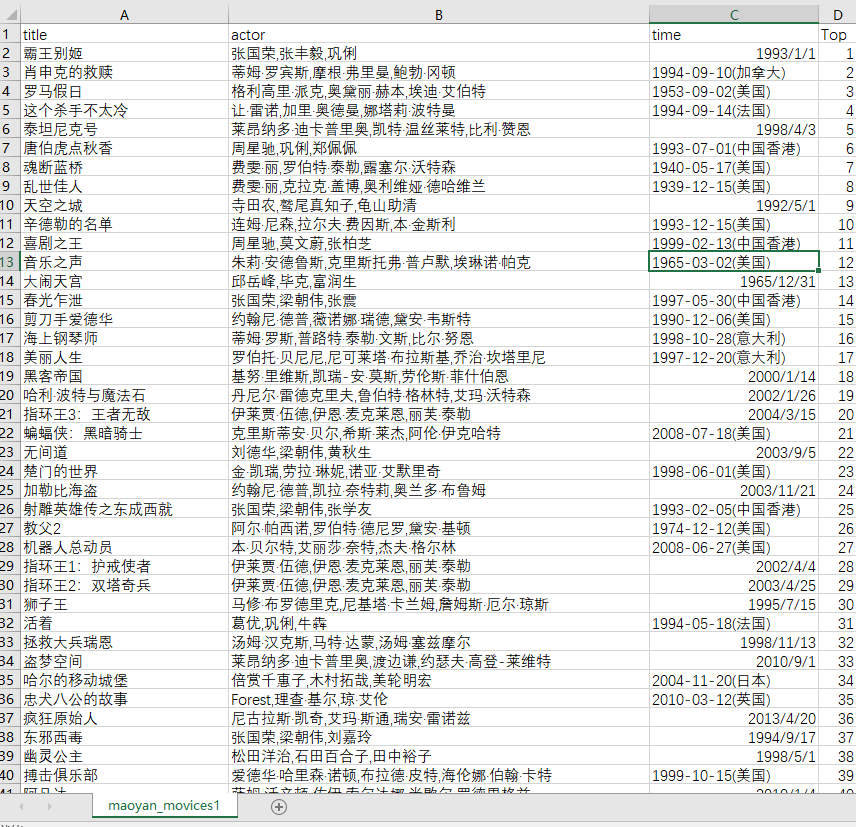 A B C D
1 title actor time Top
2 霸王别姬 张国荣,张丰毅,巩俐 1993/1/1 1
3 肖申克的救赎 蒂姆·罗宾斯,摩根·弗里曼,鲍勃·冈顿 1994-09-10(加拿大) 2
4 罗马假日 格利高里·派克,奥黛丽·赫本,埃迪·艾伯特 1953-09-02(美国) 3
5 这个杀手不太冷 让·雷诺,加里·奥德曼,娜塔莉·波特曼 1994-09-14(法国) 4
6 泰坦尼克号 莱昂纳多·迪卡普里奥,凯特·温丝莱特,比利·赞恩 1998/4/3 5
7 唐伯虎点秋香 周星驰,巩俐,郑佩佩 1993-07-01(中国香港) 6
8 魂断蓝桥 费雯·丽,罗伯特·泰勒,露塞尔·沃特森 1940-05-17(美国) 7
9 乱世佳人 费雯·丽,克拉克·盖博,奥利维娅·德哈维兰 1939-12-15(美国) 8
10 天空之城 寺田农,鹫尾真知子,龟山助清 1992/5/1 9
11 辛德勒的名单 连姆·尼森,拉尔夫·费因斯,本·金斯利 1993-12-15(美国) 10
12 喜剧之王 周星驰,莫文蔚,张柏芝 1999-02-13(中国香港) 11
13 音乐之声 朱莉·安德鲁斯,克里斯托弗·普卢默,埃琳诺·帕克 1965-03-02(美国) 12
14 大闹天宫 邱岳峰,毕克,富润生 1965/12/31 13
15 春光乍泄 张国荣,梁朝伟,张震 1997-05-30(中国香港) 14
16 剪刀手爱德华 约翰尼·德普,薇诺娜·瑞德,黛安·韦斯特 1990-12-06(美国) 15
17 海上钢琴师 蒂姆·罗斯,普路特·泰勒·文斯,比尔·努恩 1998-10-28(意大利) 16
18 美丽人生 罗伯托·贝尼尼,尼可莱塔·布拉斯基,乔治·坎塔里尼 1997-12-20(意大利) 17
19 黑客帝国 基努·里维斯,凯瑞-安·莫斯,劳伦斯·菲什伯恩 2000/1/14 18
20 哈利·波特与魔法石 丹尼尔·雷德克里夫,鲁伯特·格林特,艾玛·沃特森 2002/1/26 19
21 指环王3：王者无敌 伊莱贾·伍德,伊恩·麦克莱恩,丽芙·泰勒 2004/3/15 20
22 蝙蝠侠：黑暗骑士 克里斯蒂安·贝尔,希斯·莱杰,阿伦·伊克哈特 2008-07-18(美国) 21
23 无间道 刘德华,梁朝伟,黄秋生 2003/9/5 22
24 楚门的世界 金·凯瑞,劳拉·琳妮,诺亚·艾默里奇 1998-06-01(美国) 23
25 加勒比海盗 约翰尼·德普,凯拉·奈特莉,奥兰多·布鲁姆 2003/11/21 24
26 射雕英雄传之东成西就 张国荣,梁朝伟,张学友 1993-02-05(中国香港) 25
27 教父2 阿尔·帕西诺,罗伯特·德尼罗,黛安·基顿 1974-12-12(美国) 26
28 机器人总动员 本·贝尔特,艾丽莎·奈特,杰夫·格尔林 2008-06-27(美国) 27
29 指环王1：护戒使者 伊莱贾·伍德,伊恩·麦克莱恩,丽芙·泰勒 2002/4/4 28
30 指环王2：双塔奇兵 伊莱贾·伍德,伊恩·麦克莱恩,丽芙·泰勒 2003/4/25 29
31 狮子王 马修·布罗德里克,尼基塔·卡兰姆,詹姆斯·厄尔·琼斯 1995/7/15 30
32 活着 葛优,巩俐,牛犇 1994-05-18(法国) 31
33 拯救大兵瑞恩 汤姆·汉克斯,马特·达蒙,汤姆·塞兹摩尔 1998/11/13 32
34 盗梦空间 莱昂纳多·迪卡普里奥,渡边谦,约瑟夫·高登-莱维特 2010/9/1 33
35 哈尔的移动城堡 倍赏千惠子,木村拓哉,美轮明宏 2004-11-20(日本) 34
36 忠犬八公的故事 Forest,理查·基尔,琼·艾伦 2010-03-12(英国) 35
37 疯狂原始人 尼古拉斯·凯奇,艾玛·斯通,瑞安·雷诺兹 2013/4/20 36
38 东邪西毒 张国荣,梁朝伟,刘嘉玲 1994/9/17 37
39 幽灵公主 松田洋治,石田百合子,田中裕子 1998/5/1 38
40 搏击俱乐部 爱德华·哈里森·诺顿,布拉德·皮特,海伦娜·伯翰·卡特 1999-10-15(美国) 39
maoyan_movices1